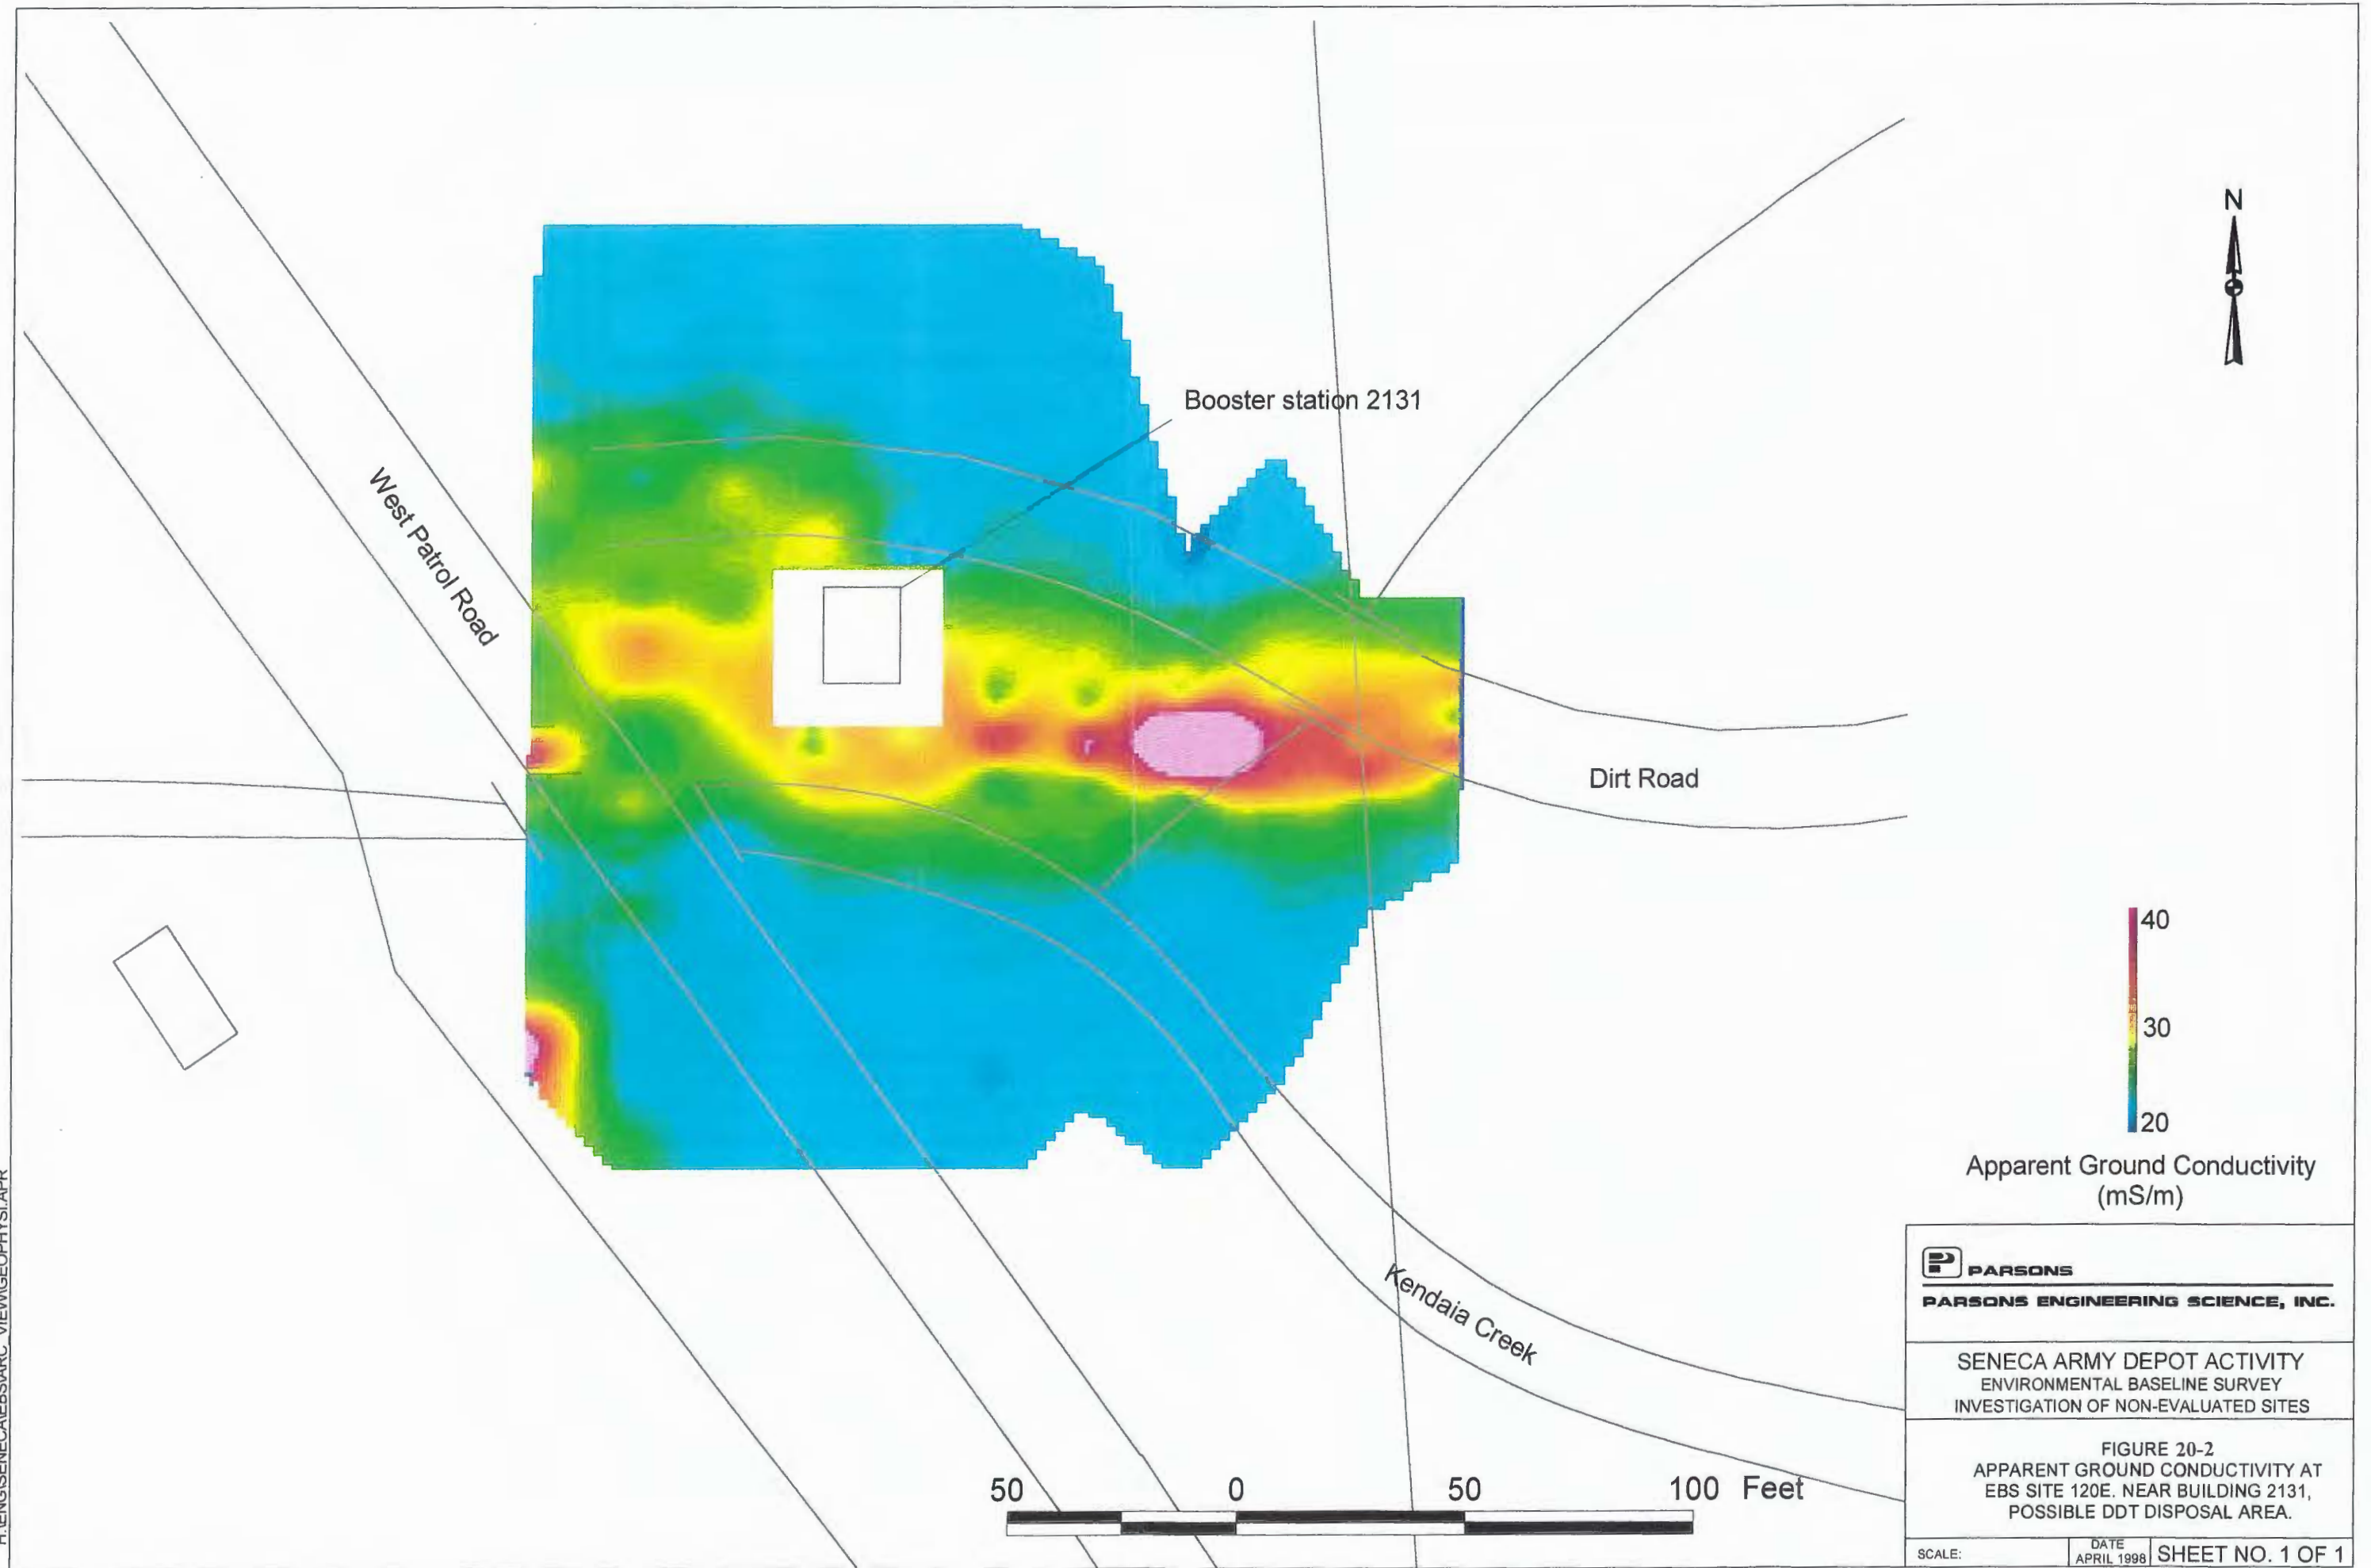 N
Booster station 2131
West Patrol Road
Dirt Road
40
30
20
Apparent Ground Conductivity
(mS/m)
Kendaia Creek
50 0 50 100 Feet
P PARSONS
PARSONS ENGINEERING SCIENCE, INC.
SENECA ARMY DEPOT ACTIVITY
ENVIRONMENTAL BASELINE SURVEY
INVESTIGATION OF NON-EVALUATED SITES
FIGURE 20-2
APPARENT GROUND CONDUCTIVITY AT
EBS SITE 120E. NEAR BUILDING 2131,
POSSIBLE DDT DISPOSAL AREA.
SCALE:
DATE
APRIL 1998
SHEET NO. 1 OF 1